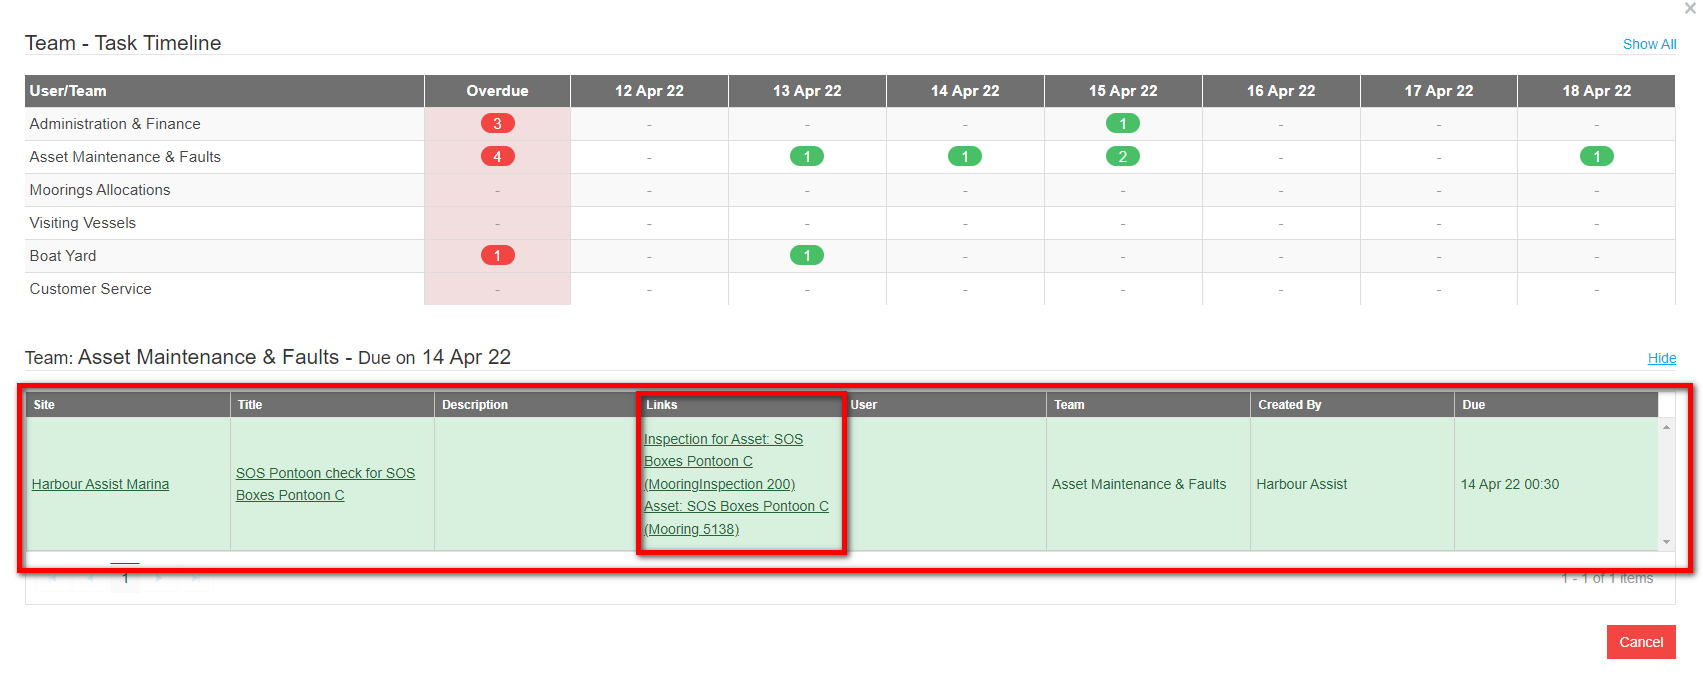 ×
Team - Task Timeline
Show All
User/Team Overdue 12 Apr 22 13 Apr 22 14 Apr 22 15 Apr 22 16 Apr 22 17 Apr 22 18 Apr 22
Administration & Finance 3 - - - 1 - - -
Asset Maintenance & Faults 4 - 1 1 2 - - 1
Moorings Allocations - - - - - - - -
Visiting Vessels - - - - - - - -
Boat Yard 1 - 1 - - - - -
Customer Service - - - - - - - -
Team: Asset Maintenance & Faults - Due on 14 Apr 22
Hide
Site Title Description Links User Team Created By Due
Harbour Assist Marina
SOS Pontoon check for SOS
Boxes Pontoon C
Inspection for Asset: SOS
Boxes Pontoon C
(MooringInspection 200)
Asset: SOS Boxes Pontoon C
(Mooring 5138)
Asset Maintenance & Faults
Harbour Assist
14 Apr 22 00:30
1
1 - 1 of 1 items
Cancel